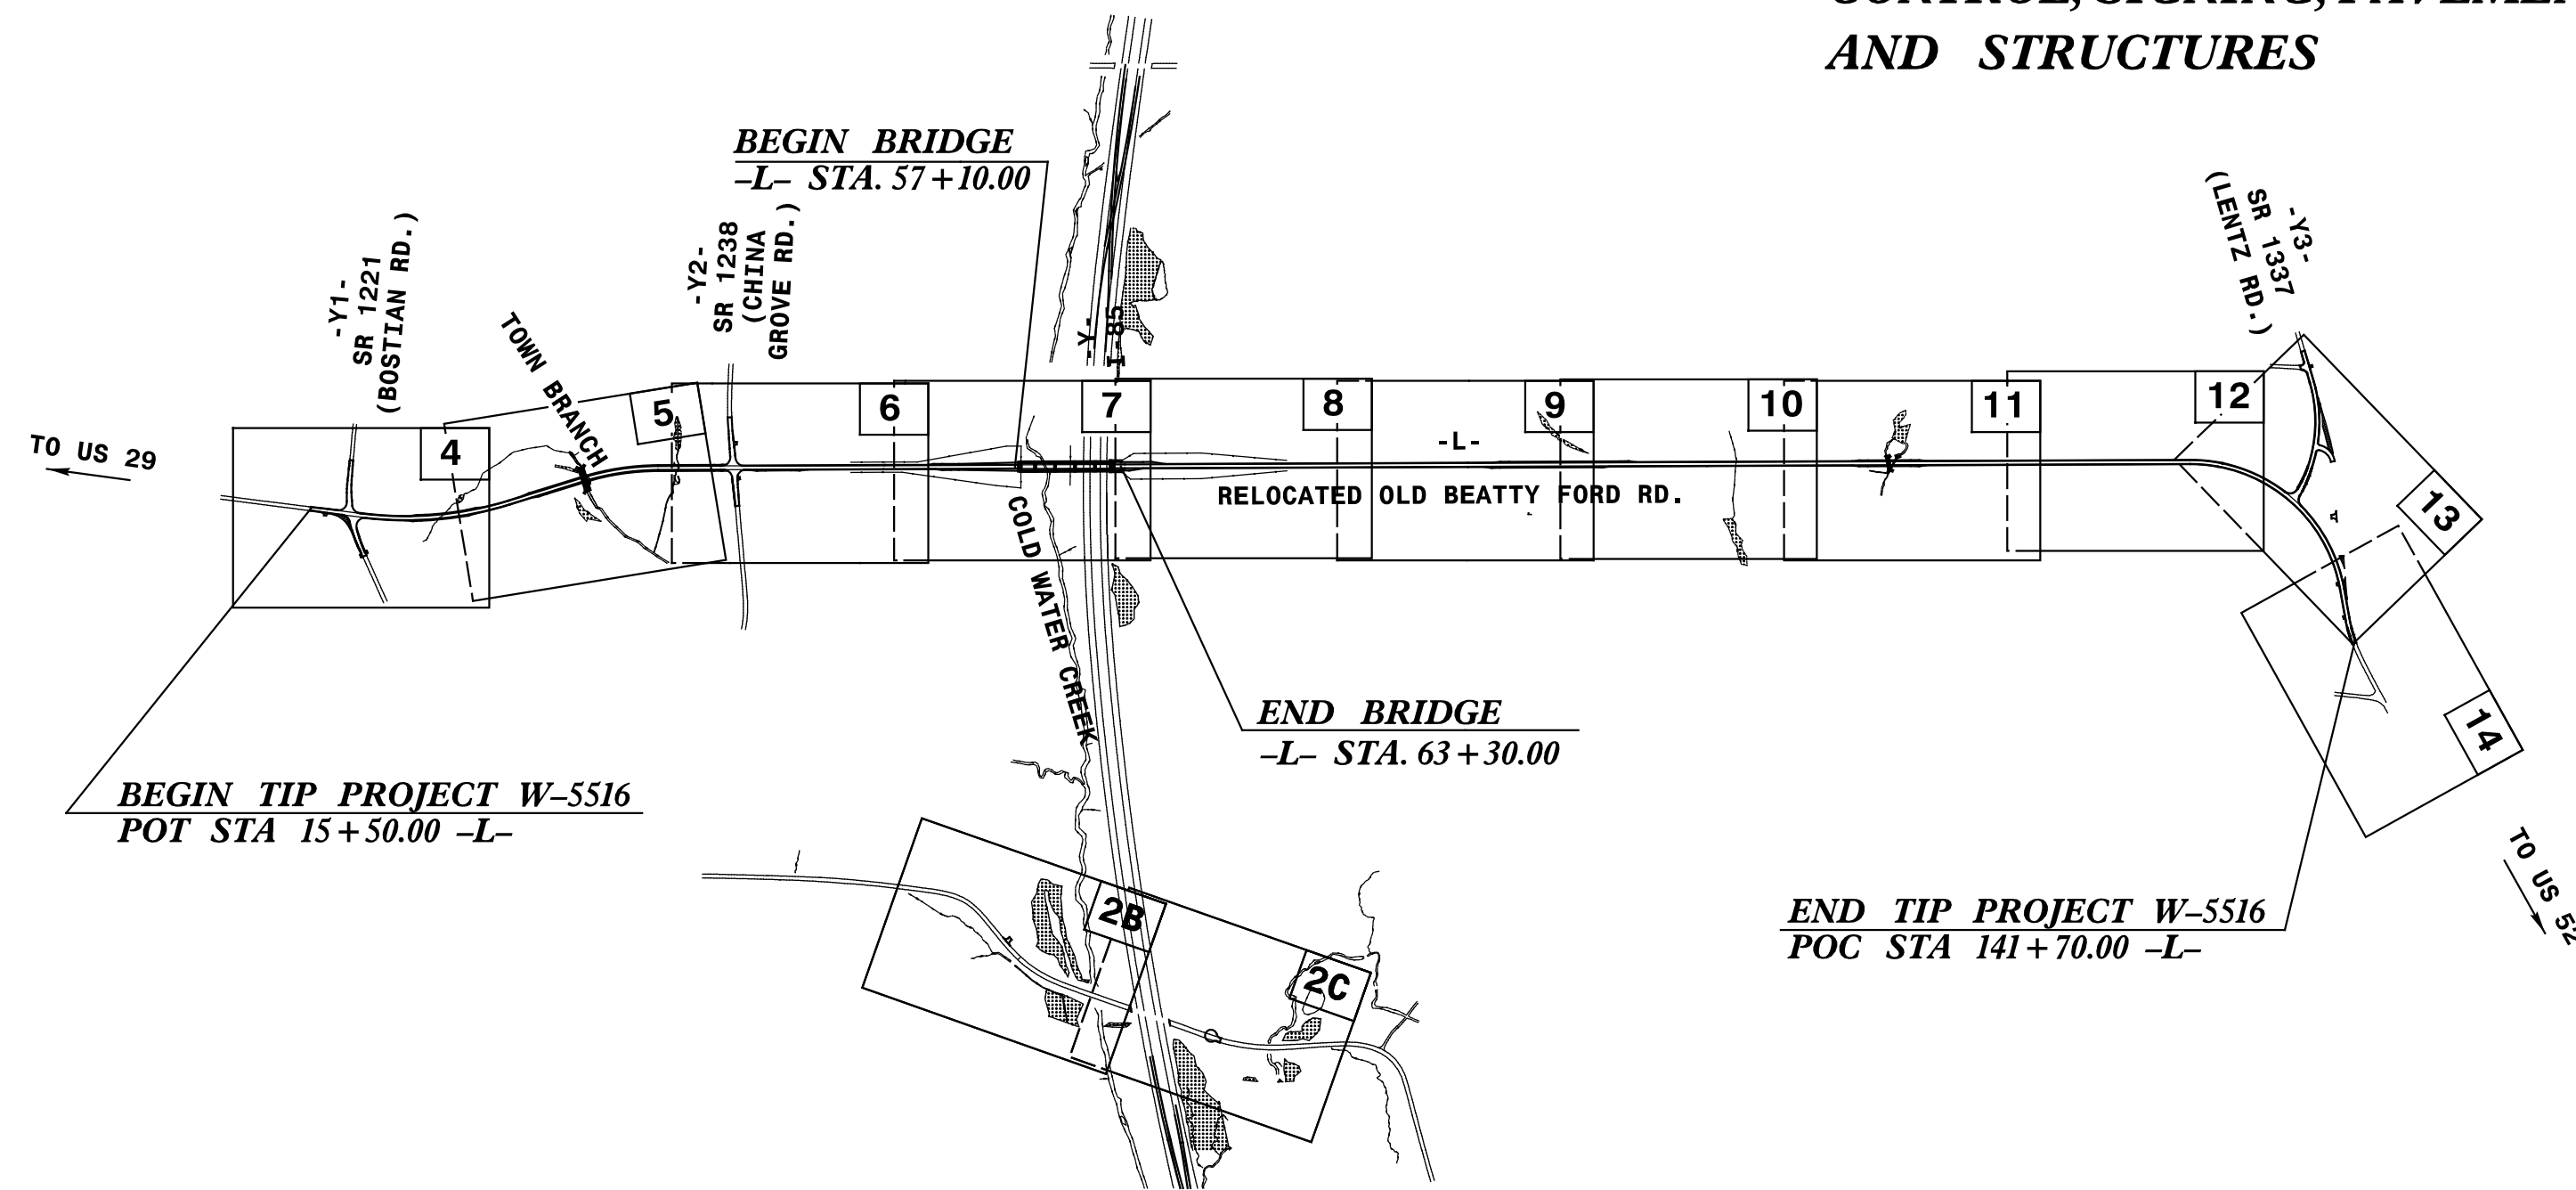 AND STRUCTURES
BEGIN BRIDGE
-L- STA. 57+10.00
-Y1-
SR 1221
(BOSTIAN RD.)
TOWN BRANCH
-Y2-
SR 1238
(CHINA
GROVE RD.)
-Y-
I-85
-Y3-
SR 1337
(LENTZ RD.)
TO US 29
4
5
6
7
8
9
10
11
12
13
14
-L-
RELOCATED OLD BEATTY FORD RD.
COLD WATER CREEK
END BRIDGE
-L- STA. 63+30.00
BEGIN TIP PROJECT W-5516
POT STA 15+50.00 -L-
2B
2C
END TIP PROJECT W-5516
POC STA 141+70.00 -L-
TO US 52